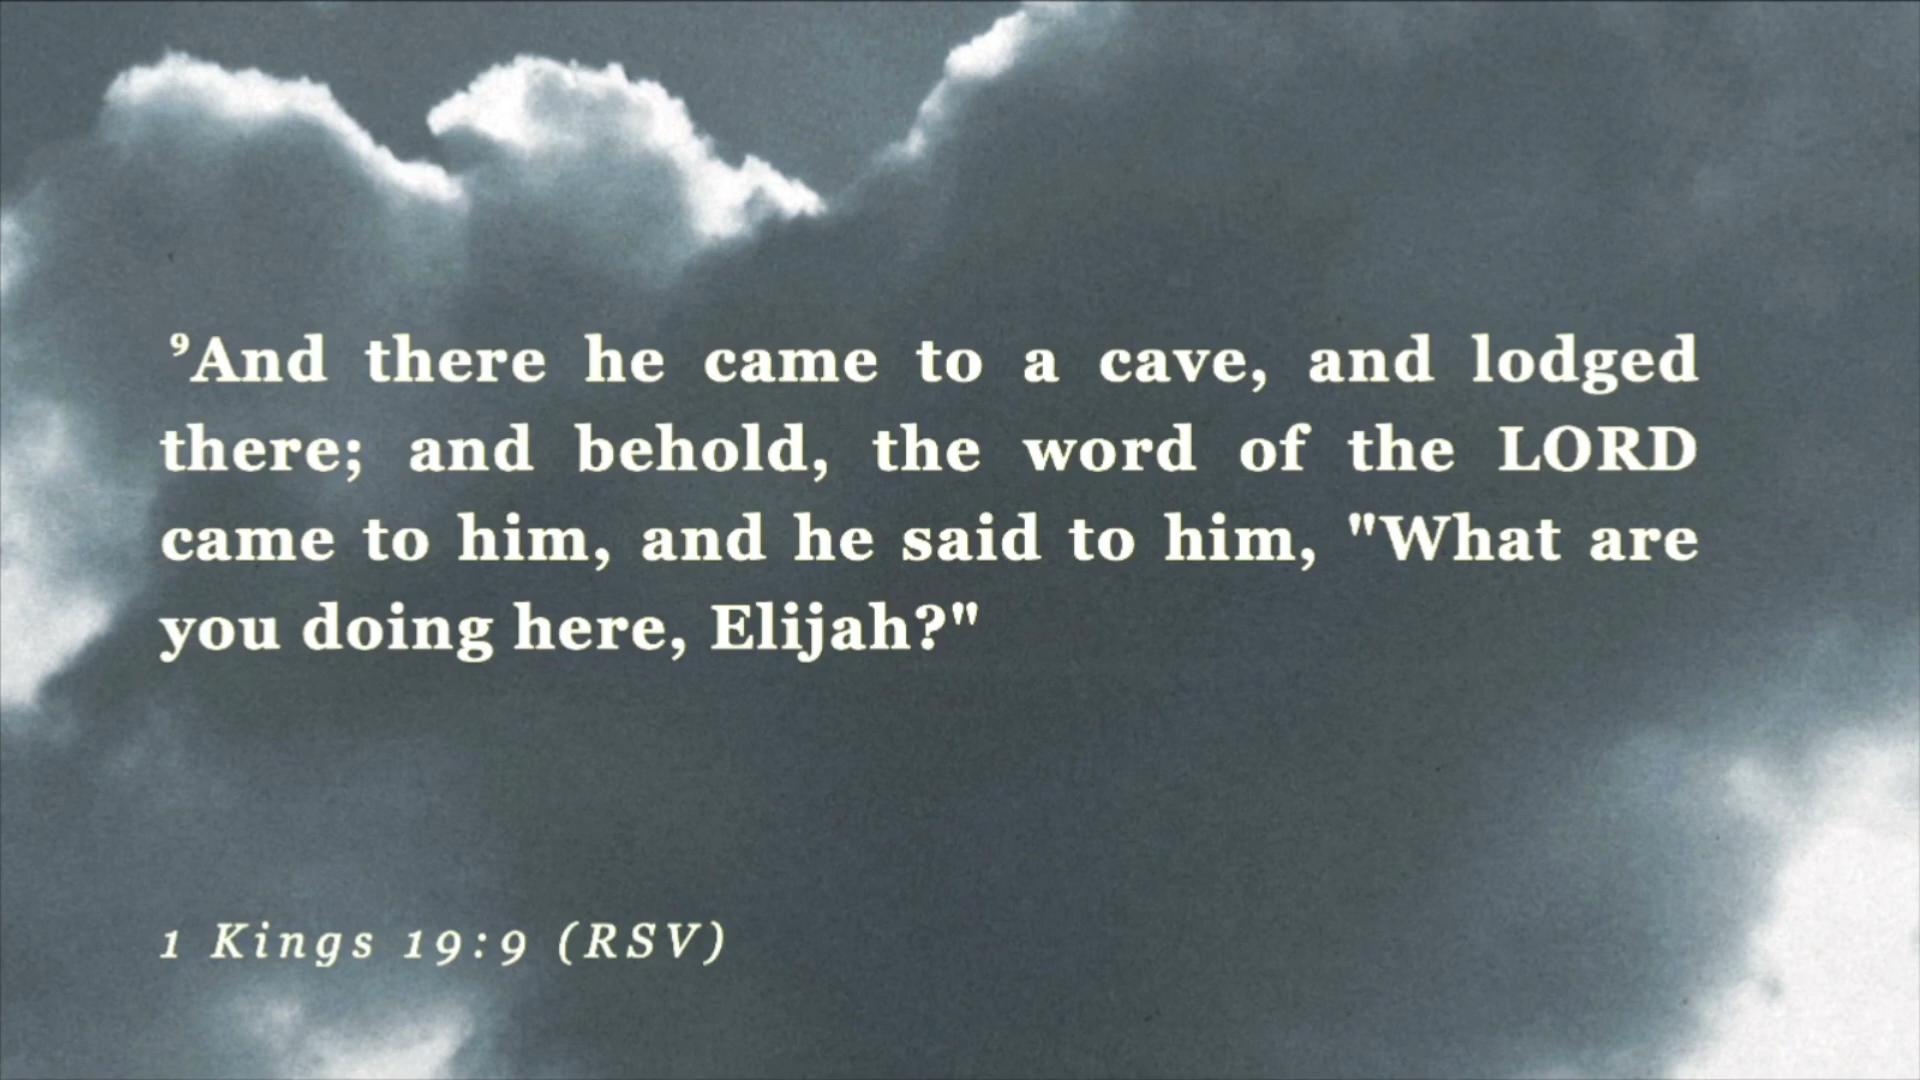 ⁹And there he came to a cave, and lodged
there; and behold, the word of the LORD
came to him, and he said to him, "What are
you doing here, Elijah?"
1 Kings 19:9 (RSV)